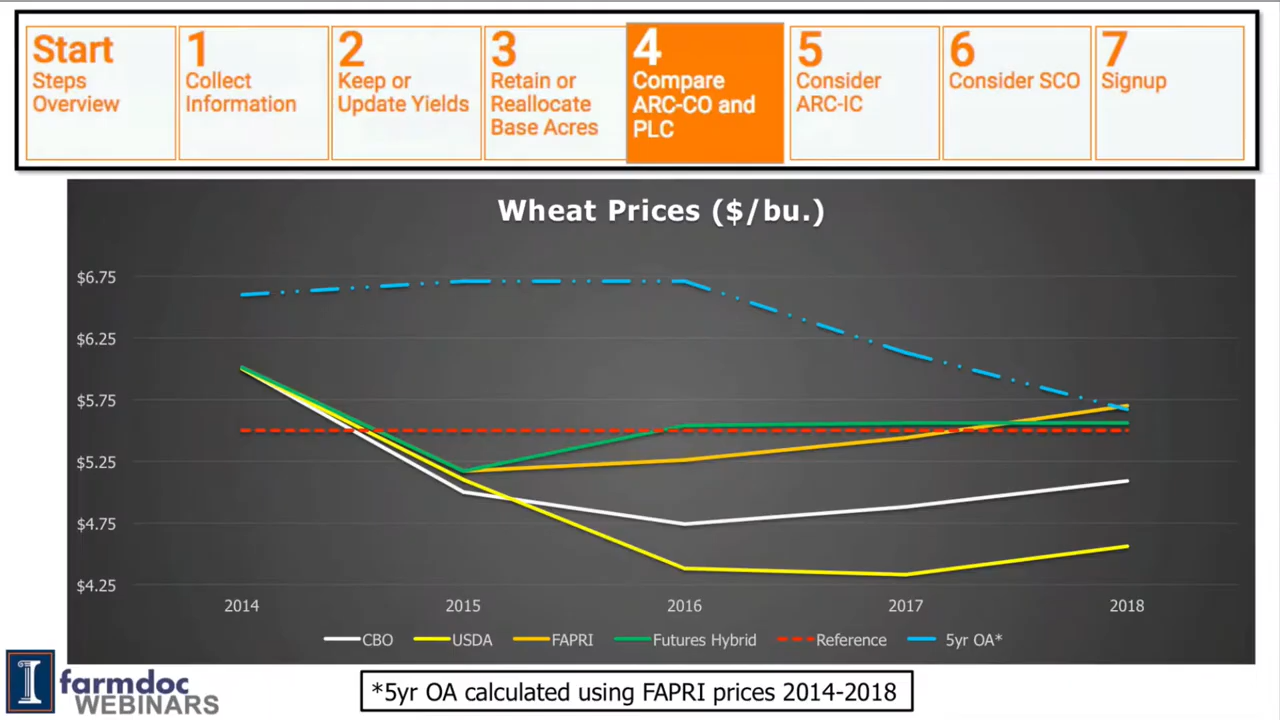 Start
Steps
Overview
1
Collect
Information
2
Keep or
Update Yields
3
Retain or
Reallocate
Base Acres
4
Compare
ARC-CO and
PLC
5
Consider
ARC-IC
6
Consider SCO
7
Signup
Wheat Prices ($/bu.)
$6.75
$6.25
$5.75
$5.25
$4.75
$4.25
2014 2015 2016 2017 2018
CBO USDA FAPRI Futures Hybrid Reference 5yr OA*
I
farmdoc
WEBINARS
*5yr OA calculated using FAPRI prices 2014-2018